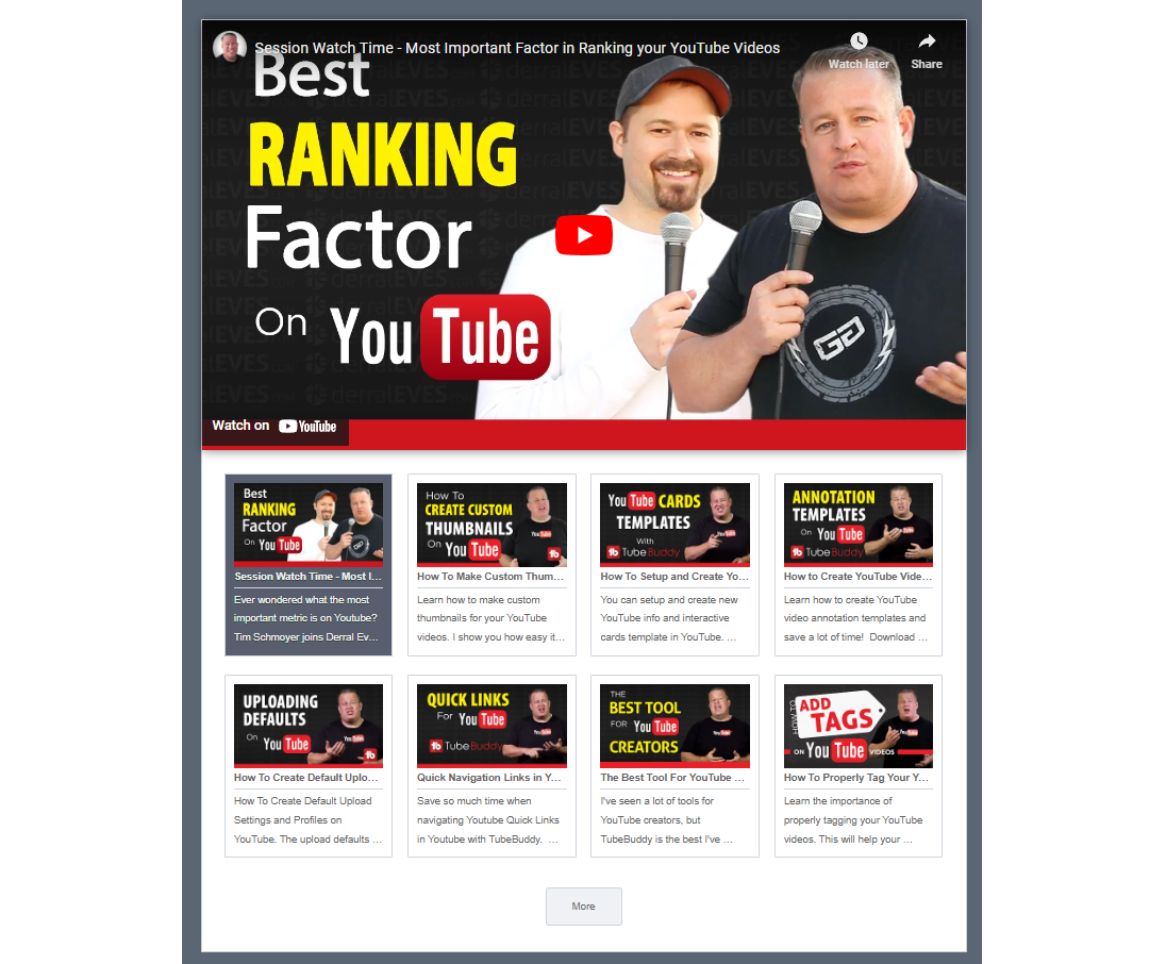 Session Watch Time - Most Important Factor in Ranking your YouTube Videos
Watch later
Share
Best
RANKING
Factor
On YouTube
Watch on YouTube
Best
RANKING
Factor
On YouTube
Session Watch Time - Most I...
Ever wondered what the most
important metric is on Youtube?
Tim Schmoyer joins Derral Ev...
How To
CREATE CUSTOM
THUMBNAILS
On YouTube
How To Make Custom Thum...
Learn how to make custom
thumbnails for your YouTube
videos. I show you how easy it...
YouTube CARDS
TEMPLATES
With
TubeBuddy
How To Setup and Create Yo...
You can setup and create new
YouTube info and interactive
cards template in YouTube. ...
ANNOTATION
TEMPLATES
On YouTube
TubeBuddy
How to Create YouTube Vide...
Learn how to create YouTube
video annotation templates and
save a lot of time! Download ...
UPLOADING
DEFAULTS
On YouTube
How To Create Default Uplo...
How To Create Default Upload
Settings and Profiles on
YouTube. The upload defaults ...
QUICK LINKS
For YouTube
TubeBuddy
Quick Navigation Links in Y...
Save so much time when
navigating Youtube Quick Links
in Youtube with TubeBuddy. ...
THE
BEST TOOL
FOR YouTube
CREATORS
The Best Tool For YouTube ...
I've seen a lot of tools for
YouTube creators, but
TubeBuddy is the best I've ...
HOW TO
ADD
TAGS
ON YouTube VIDEOS
How To Properly Tag Your Y...
Learn the importance of
properly tagging your YouTube
videos. This will help your ...
More